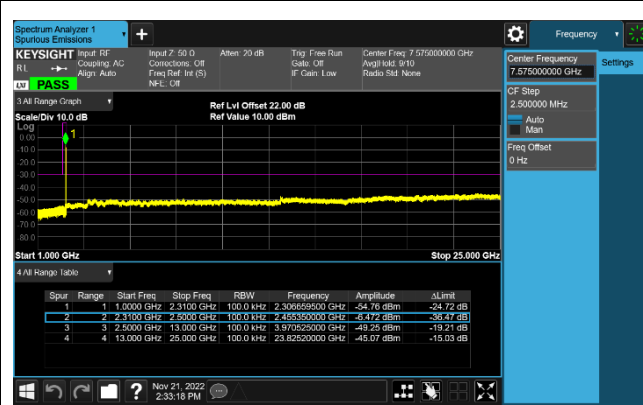 Spectrum Analyzer 1
Spurious Emissions
+
Frequency
KEYSIGHT Input: RF Input Z: 50 Ω Atten: 20 dB Trig: Free Run Center Freq: 7.575000000 GHz
RL Coupling: AC Corrections: Off Gate: Off Avg|Hold: 9/10
Align: Auto Freq Ref: Int (S) IF Gain: Low Radio Std: None
LXI PASS NFE: Off
Center Frequency
7.575000000 GHz
Settings
CF Step
2.500000 MHz
Auto
Man
Freq Offset
0 Hz
3 All Range Graph
Ref Lvl Offset 22.00 dB
Scale/Div 10.0 dB Ref Value 10.00 dBm
Log
1
0.00
-10.0
-20.0
-30.0
-40.0
-50.0
-60.0
-70.0
-80.0
Start 1.000 GHz Stop 25.000 GHz
4 All Range Table
Spur Range Start Freq Stop Freq RBW Frequency Amplitude ΔLimit
1 1 1.0000 GHz 2.3100 GHz 100.0 kHz 2.306659500 GHz -54.76 dBm -24.72 dB
2 2 2.3100 GHz 2.5000 GHz 100.0 kHz 2.455350000 GHz -6.472 dBm -36.47 dB
3 3 2.5000 GHz 13.000 GHz 100.0 kHz 3.970525000 GHz -49.25 dBm -19.21 dB
4 4 13.000 GHz 25.000 GHz 100.0 kHz 23.82520000 GHz -45.07 dBm -15.03 dB
? Nov 21, 2022
2:33:18 PM